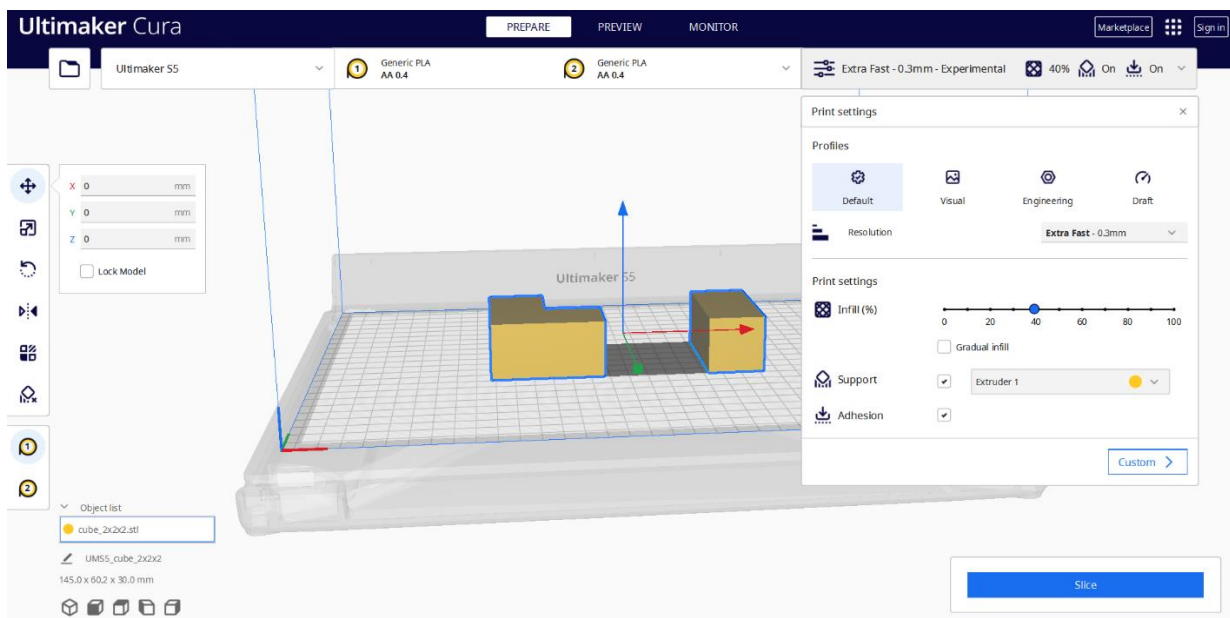 Ultimaker Cura
PREPARE PREVIEW MONITOR
Marketplace Sign in
Ultimaker S5
1 Generic PLA
AA 0.4
2 Generic PLA
AA 0.4
Extra Fast - 0.3mm - Experimental 40% On On
Print settings
Profiles
Default Visual Engineering Draft
Resolution Extra Fast - 0.3mm
Print settings
Infill (%)
0 20 40 60 80 100
Gradual infill
Support Extruder 1
Adhesion
Custom
X 0 mm
Y 0 mm
Z 0 mm
Lock Model
Ultimaker S5
1
2
Object list
cube_2x2x2.stl
UMS5_cube_2x2x2
145.0 x 60.2 x 30.0 mm
Slice